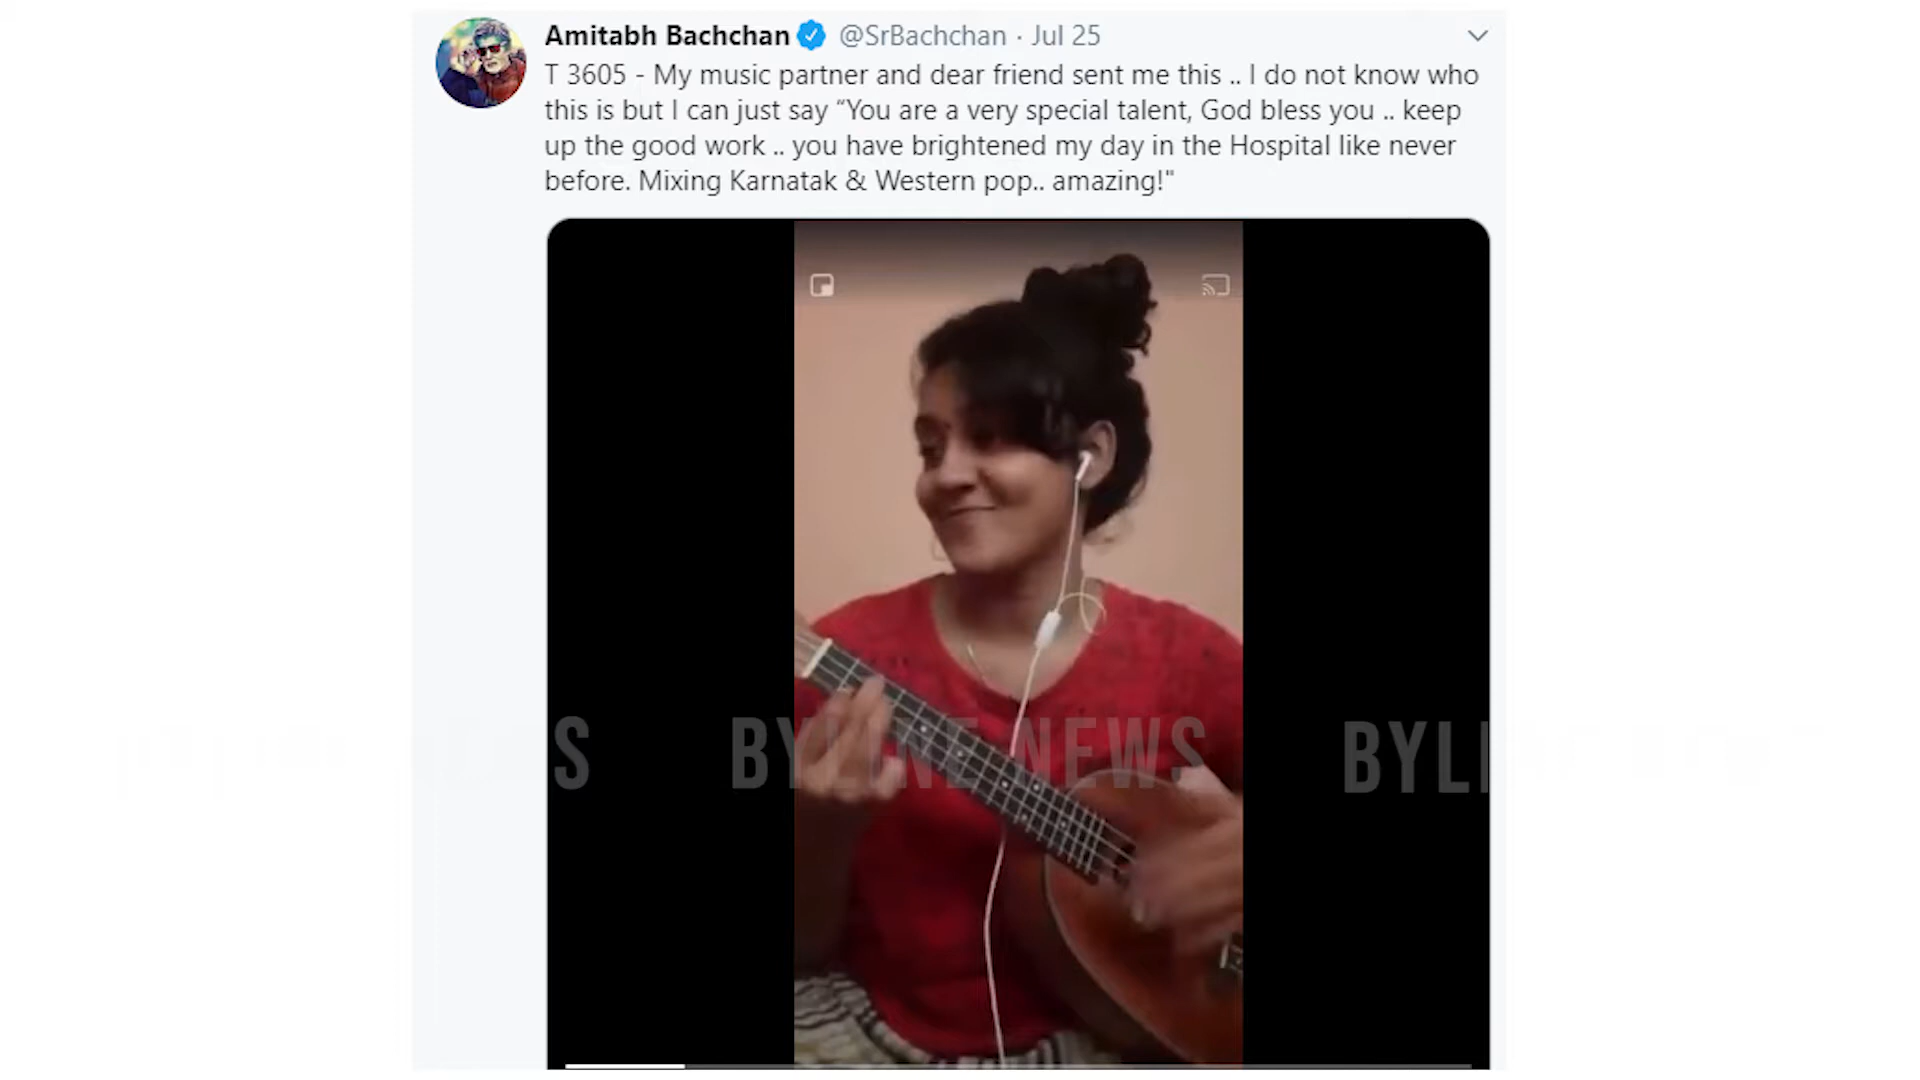 Amitabh Bachchan @SrBachchan · Jul 25
T 3605 - My music partner and dear friend sent me this .. I do not know who
this is but I can just say “You are a very special talent, God bless you .. keep
up the good work .. you have brightened my day in the Hospital like never
before. Mixing Karnatak & Western pop.. amazing!"
S BYLINE NEWS BYLI